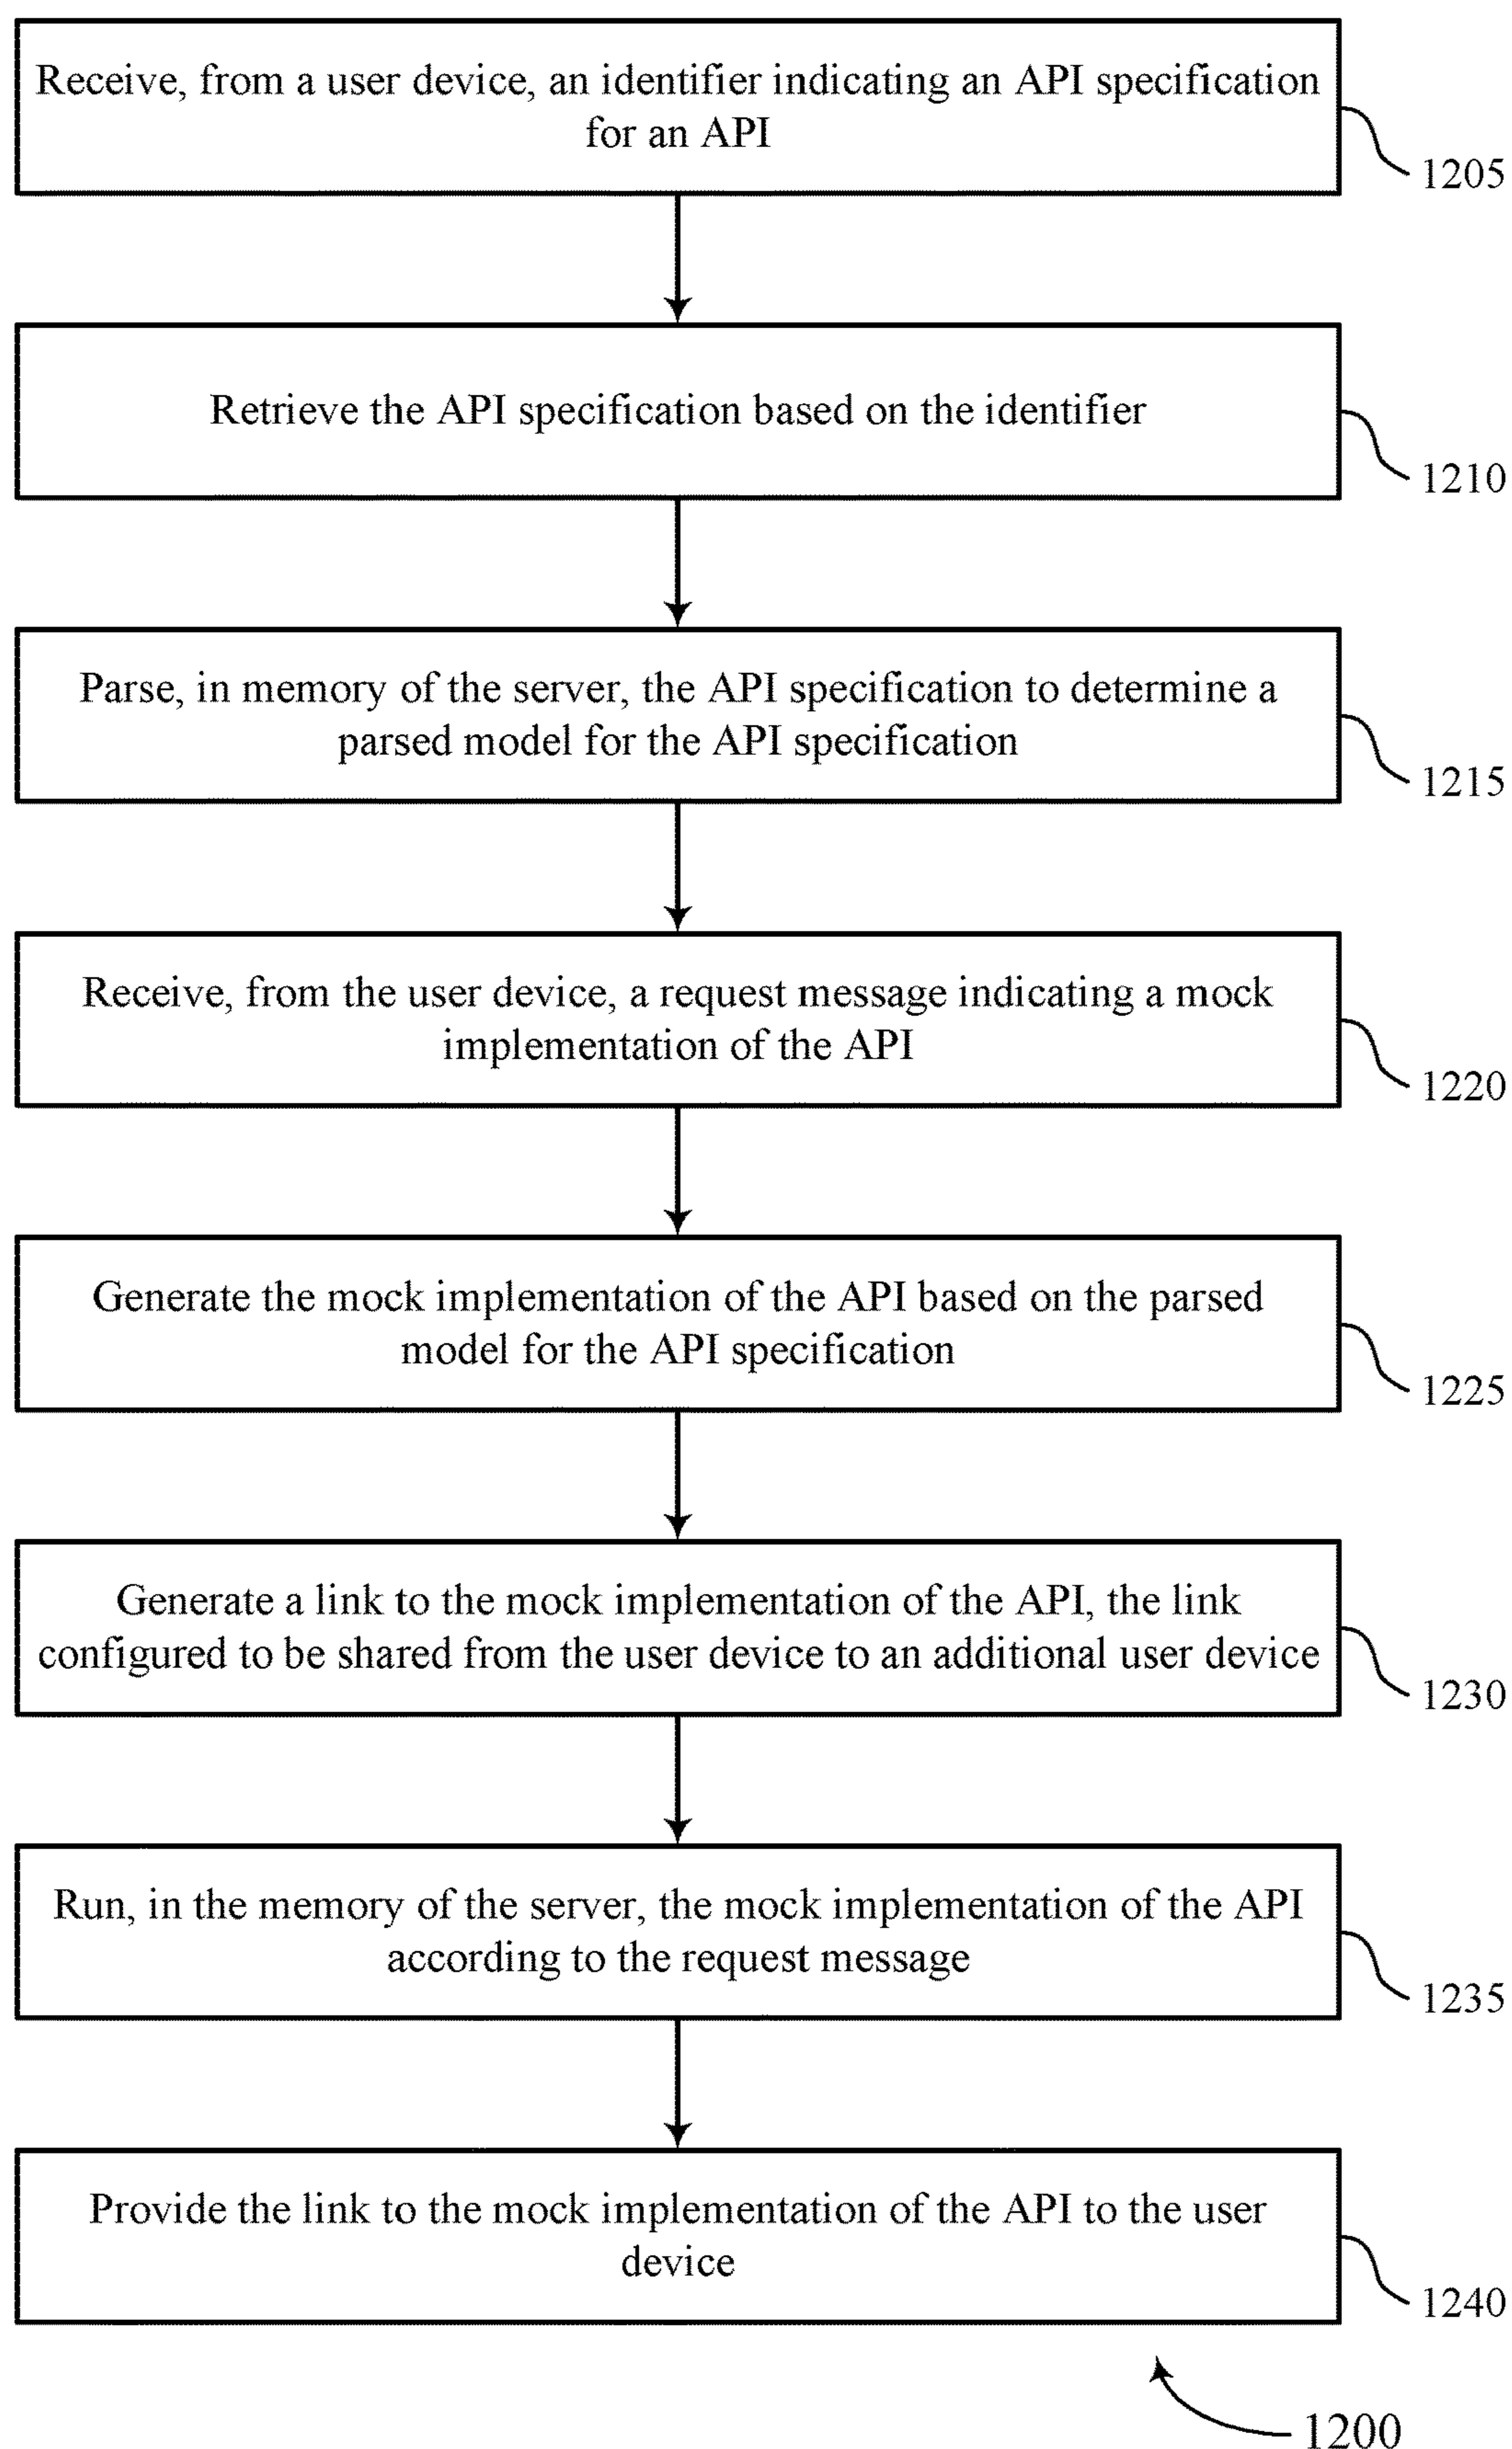 Receive, from a user device, an identifier indicating an API specification
for an API
1205
Retrieve the API specification based on the identifier
1210
Parse, in memory of the server, the API specification to determine a
parsed model for the API specification
1215
Receive, from the user device, a request message indicating a mock
implementation of the API
1220
Generate the mock implementation of the API based on the parsed
model for the API specification
1225
Generate a link to the mock implementation of the API, the link
configured to be shared from the user device to an additional user device
1230
Run, in the memory of the server, the mock implementation of the API
according to the request message
1235
Provide the link to the mock implementation of the API to the user
device
1240
1200